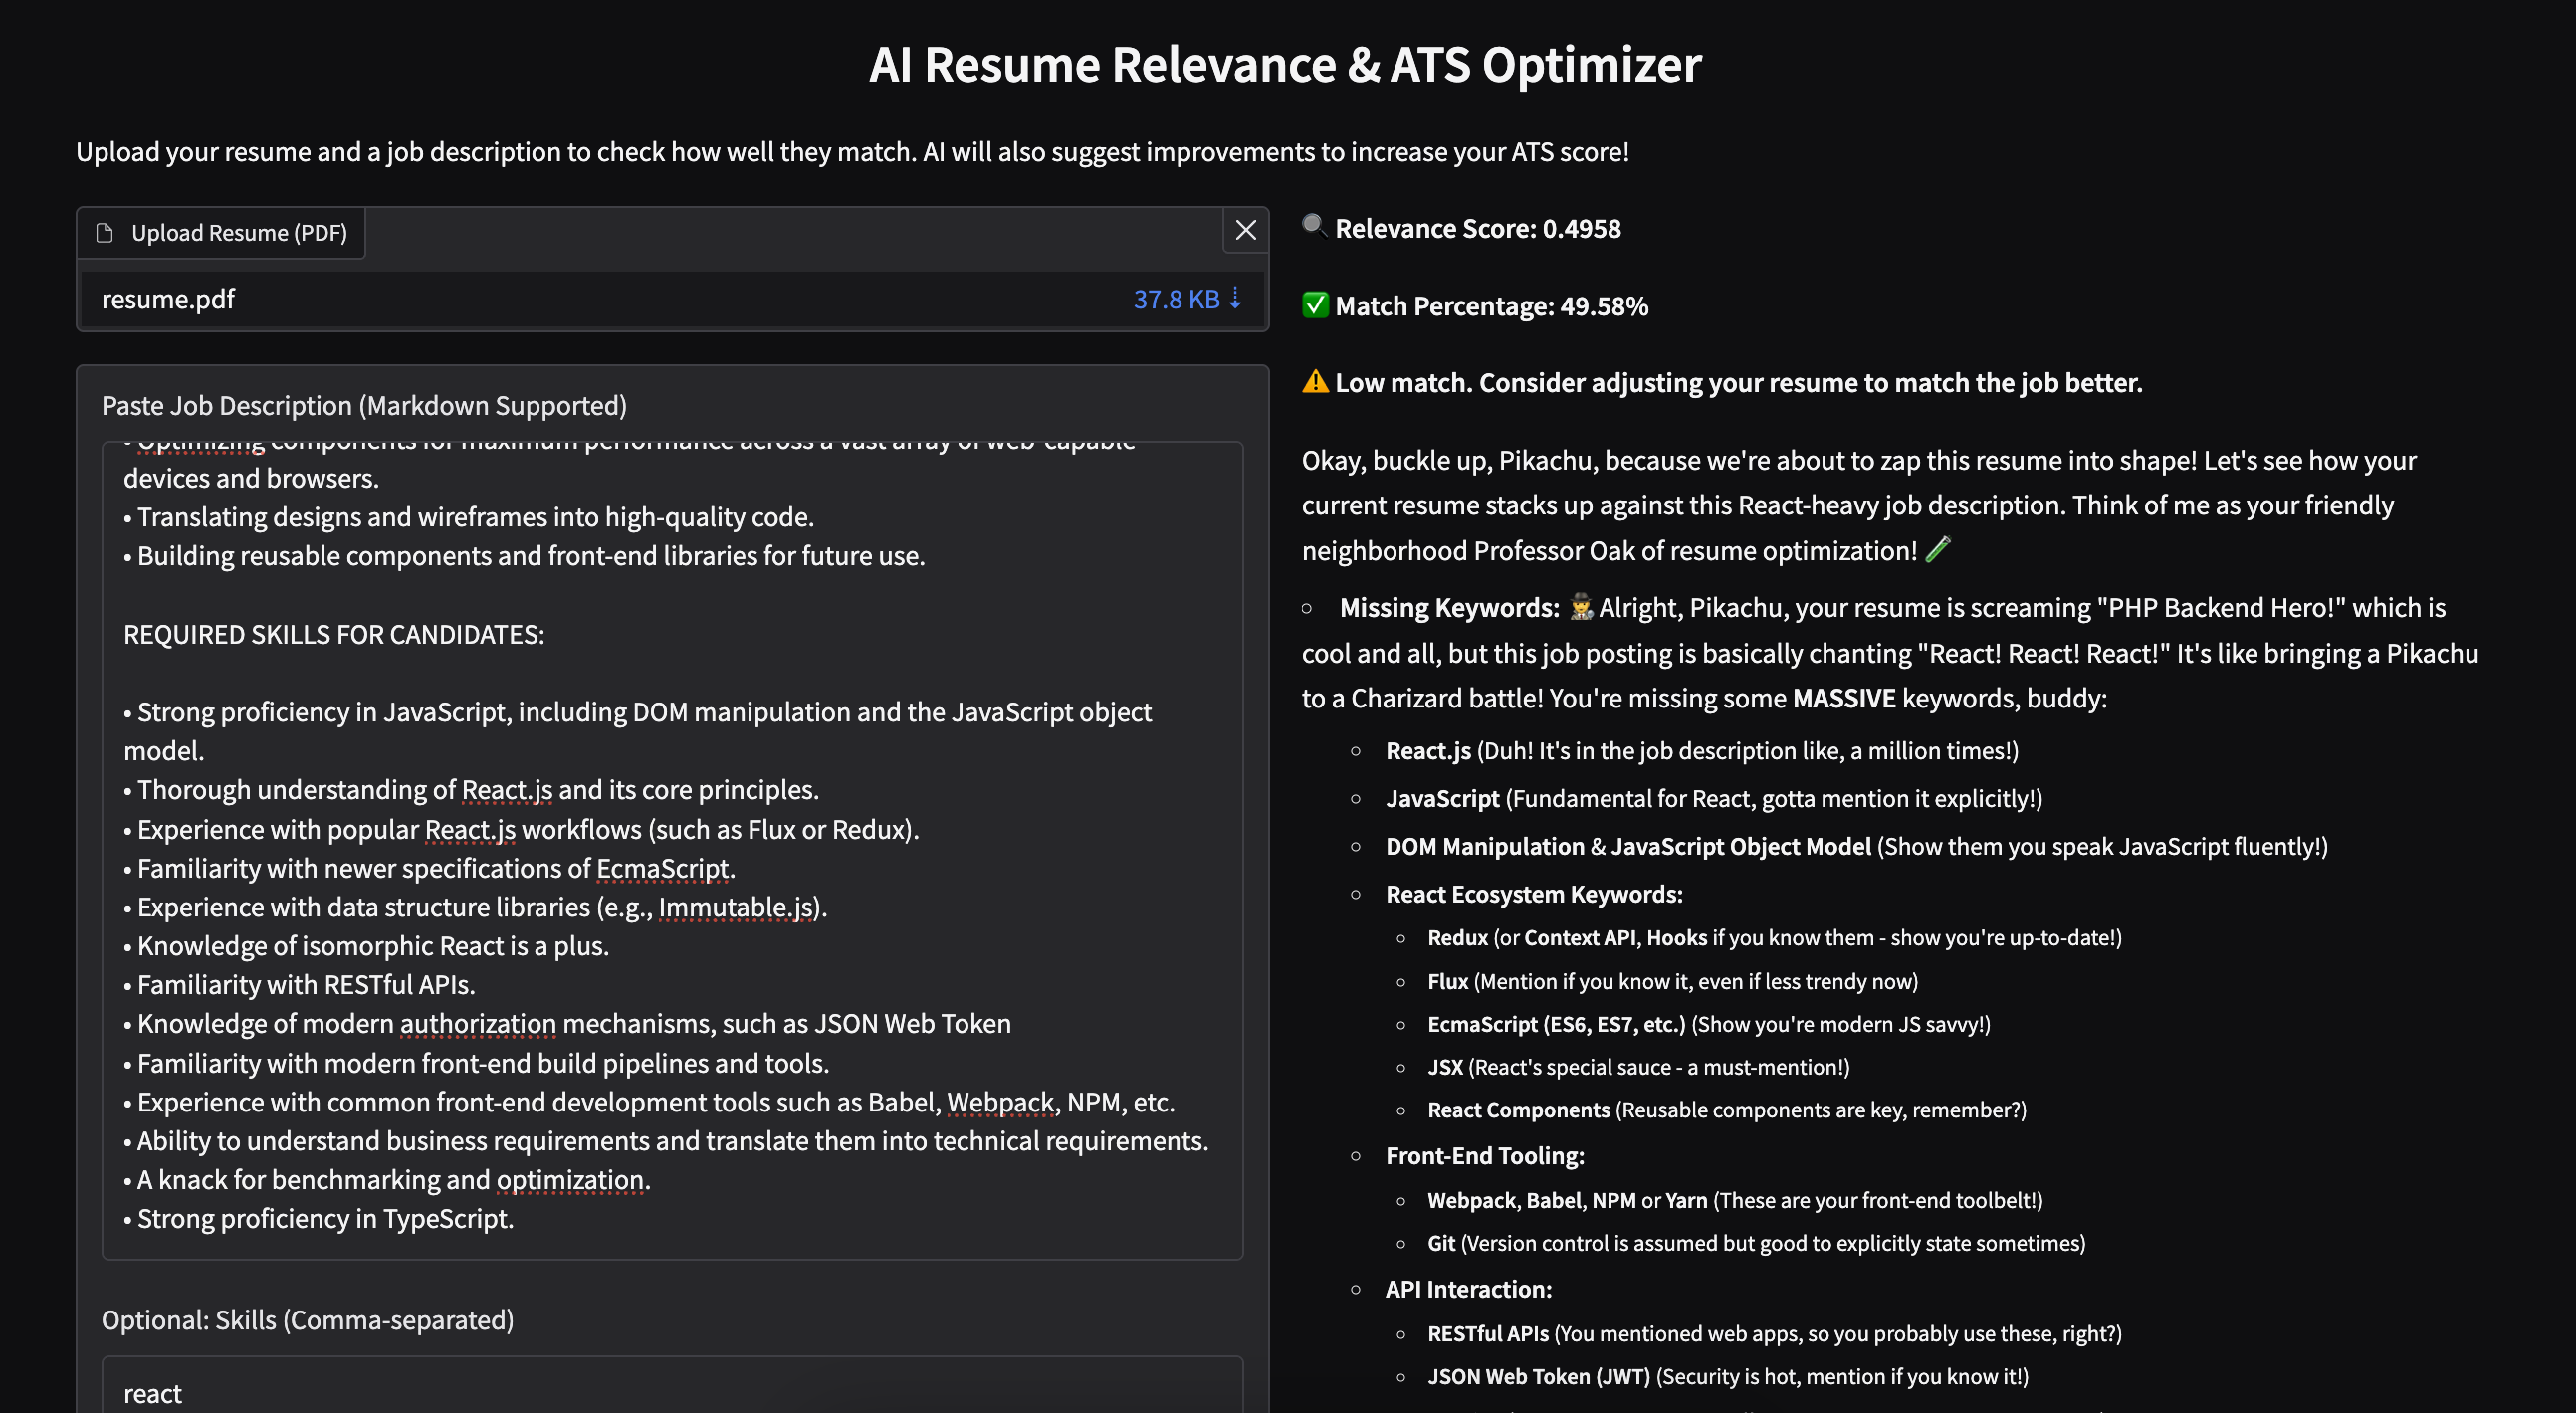 AI Resume Relevance & ATS Optimizer
Upload your resume and a job description to check how well they match. AI will also suggest improvements to increase your ATS score!
Upload Resume (PDF)
resume.pdf
37.8 KB ⇣
Paste Job Description (Markdown Supported)
• Optimizing components for maximum performance across a vast array of web-capable
devices and browsers.
• Translating designs and wireframes into high-quality code.
• Building reusable components and front-end libraries for future use.
REQUIRED SKILLS FOR CANDIDATES:
• Strong proficiency in JavaScript, including DOM manipulation and the JavaScript object
model.
• Thorough understanding of React.js and its core principles.
• Experience with popular React.js workflows (such as Flux or Redux).
• Familiarity with newer specifications of EcmaScript.
• Experience with data structure libraries (e.g., Immutable.js).
• Knowledge of isomorphic React is a plus.
• Familiarity with RESTful APIs.
• Knowledge of modern authorization mechanisms, such as JSON Web Token
• Familiarity with modern front-end build pipelines and tools.
• Experience with common front-end development tools such as Babel, Webpack, NPM, etc.
• Ability to understand business requirements and translate them into technical requirements.
• A knack for benchmarking and optimization.
• Strong proficiency in TypeScript.
Optional: Skills (Comma-separated)
react
🔍 Relevance Score: 0.4958
✅ Match Percentage: 49.58%
⚠️ Low match. Consider adjusting your resume to match the job better.
Okay, buckle up, Pikachu, because we're about to zap this resume into shape! Let's see how your
current resume stacks up against this React-heavy job description. Think of me as your friendly
neighborhood Professor Oak of resume optimization! 🧪
◦ Missing Keywords: 🕵️ Alright, Pikachu, your resume is screaming "PHP Backend Hero!" which is
cool and all, but this job posting is basically chanting "React! React! React!" It's like bringing a Pikachu
to a Charizard battle! You're missing some MASSIVE keywords, buddy:
◦ React.js (Duh! It's in the job description like, a million times!)
◦ JavaScript (Fundamental for React, gotta mention it explicitly!)
◦ DOM Manipulation & JavaScript Object Model (Show them you speak JavaScript fluently!)
◦ React Ecosystem Keywords:
◦ Redux (or Context API, Hooks if you know them - show you're up-to-date!)
◦ Flux (Mention if you know it, even if less trendy now)
◦ EcmaScript (ES6, ES7, etc.) (Show you're modern JS savvy!)
◦ JSX (React's special sauce - a must-mention!)
◦ React Components (Reusable components are key, remember?)
◦ Front-End Tooling:
◦ Webpack, Babel, NPM or Yarn (These are your front-end toolbelt!)
◦ Git (Version control is assumed but good to explicitly state sometimes)
◦ API Interaction:
◦ RESTful APIs (You mentioned web apps, so you probably use these, right?)
◦ JSON Web Token (JWT) (Security is hot, mention if you know it!)